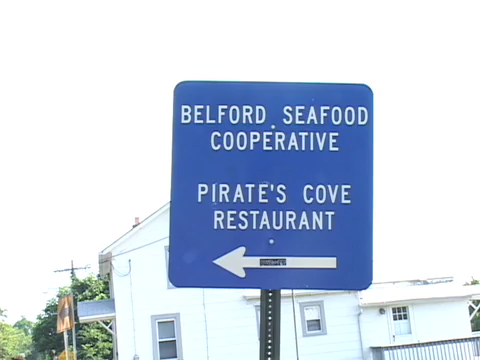 BELFORD SEAFOOD
COOPERATIVE
PIRATE'S COVE
RESTAURANT